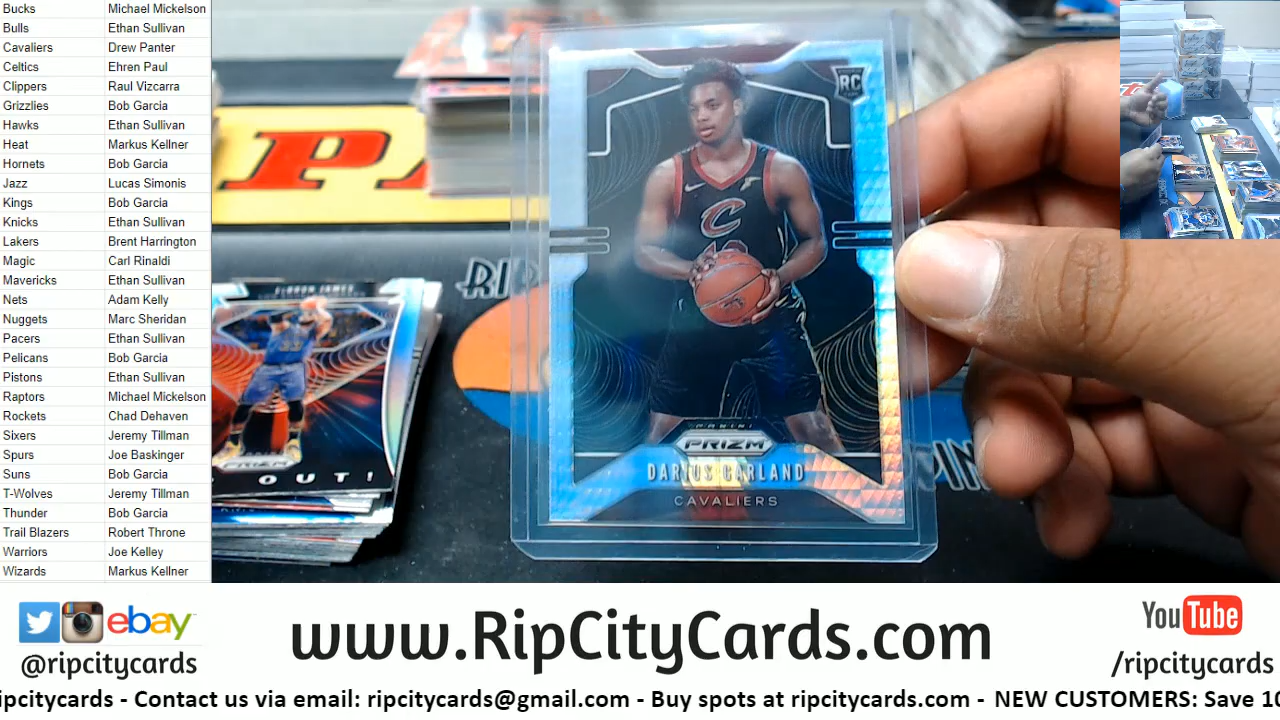 Bucks Michael Mickelson
Bulls Ethan Sullivan
Cavaliers Drew Panter
Celtics Ehren Paul
Clippers Raul Vizcarra
Grizzlies Bob Garcia
Hawks Ethan Sullivan
Heat Markus Kellner
Hornets Bob Garcia
Jazz Lucas Simonis
Kings Bob Garcia
Knicks Ethan Sullivan
Lakers Brent Harrington
Magic Carl Rinaldi
Mavericks Ethan Sullivan
Nets Adam Kelly
Nuggets Marc Sheridan
Pacers Ethan Sullivan
Pelicans Bob Garcia
Pistons Ethan Sullivan
Raptors Michael Mickelson
Rockets Chad Dehaven
Sixers Jeremy Tillman
Spurs Joe Baskinger
Suns Bob Garcia
T-Wolves Jeremy Tillman
Thunder Bob Garcia
Trail Blazers Robert Throne
Warriors Joe Kelley
Wizards Markus Kellner
RC
C
PANINI
PRIZM
DARIUS GARLAND
CAVALIERS
PRIZM
OUT!
RIP
PIN
ebay
@ripcitycards
www.RipCityCards.com
YouTube
/ripcitycards
ipcitycards - Contact us via email: ripcitycards@gmail.com - Buy spots at ripcitycards.com - NEW CUSTOMERS: Save 10